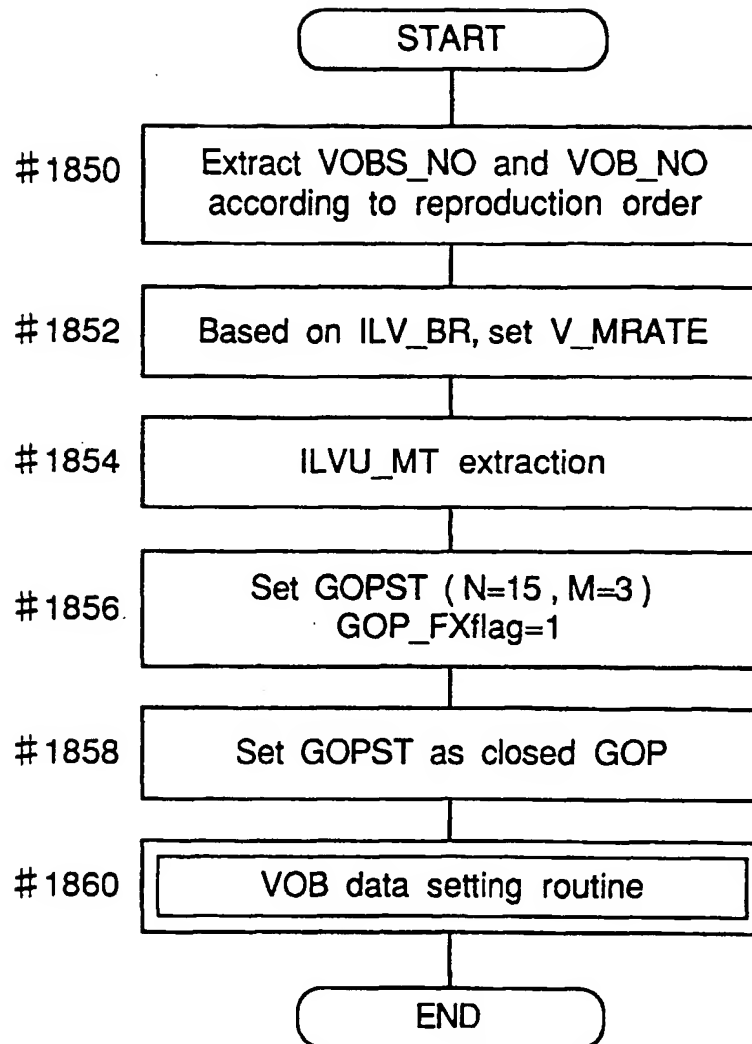 START
#1850
Extract VOBS_NO and VOB_NO
according to reproduction order
#1852
Based on ILV_BR, set V_MRATE
#1854
ILVU_MT extraction
#1856
Set GOPST ( N=15 , M=3 )
GOP_FXflag=1
#1858
Set GOPST as closed GOP
#1860
VOB data setting routine
END